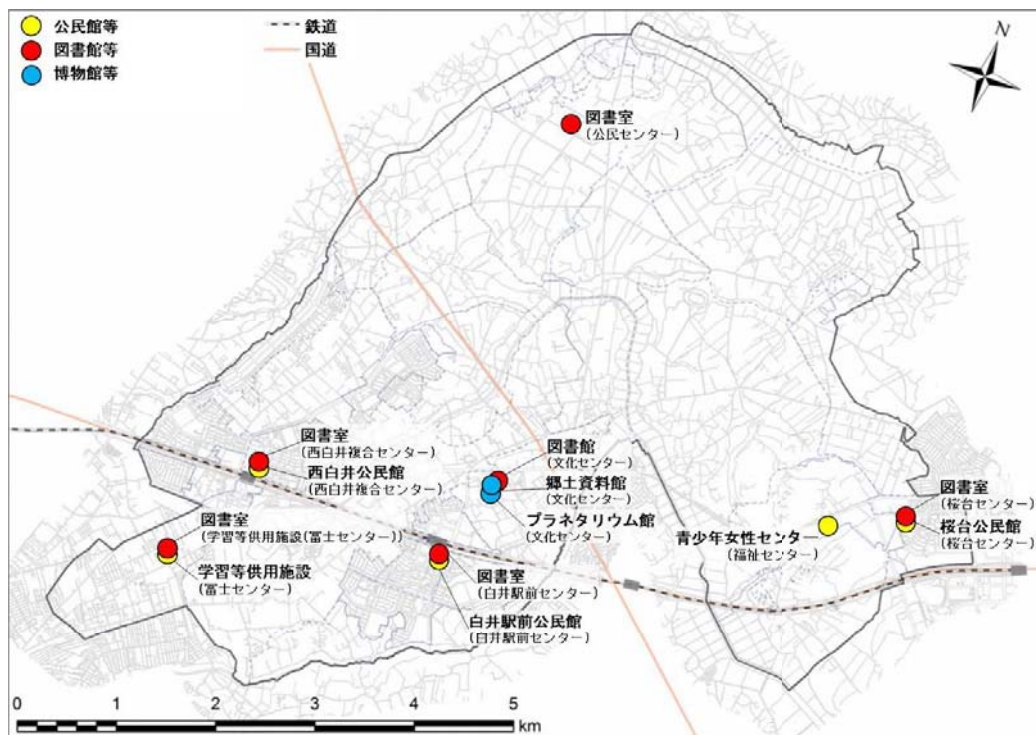 公民館等
図書館等
博物館等
鉄道
国道
N
図書室
(公民センター)
図書室
(西白井複合センター)
西白井公民館
(西白井複合センター)
図書館
(文化センター)
郷土資料館
(文化センター)
プラネタリウム館
(文化センター)
図書室
(学習等供用施設(冨士センター))
学習等供用施設
(冨士センター)
図書室
(白井駅前センター)
白井駅前公民館
(白井駅前センター)
青少年女性センター
(福祉センター)
図書室
(桜台センター)
桜台公民館
(桜台センター)
0 1 2 3 4 5
km